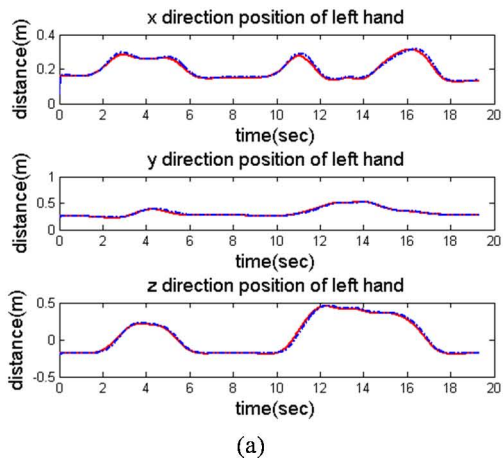 x direction position of left hand
distance(m)
0.4
0.2
0
0 2 4 6 8 10 12 14 16 18 20
time(sec)
y direction position of left hand
distance(m)
1
0.5
0
0 2 4 6 8 10 12 14 16 18 20
time(sec)
z direction position of left hand
distance(m)
0.5
0
-0.5
0 2 4 6 8 10 12 14 16 18 20
time(sec)
(a)